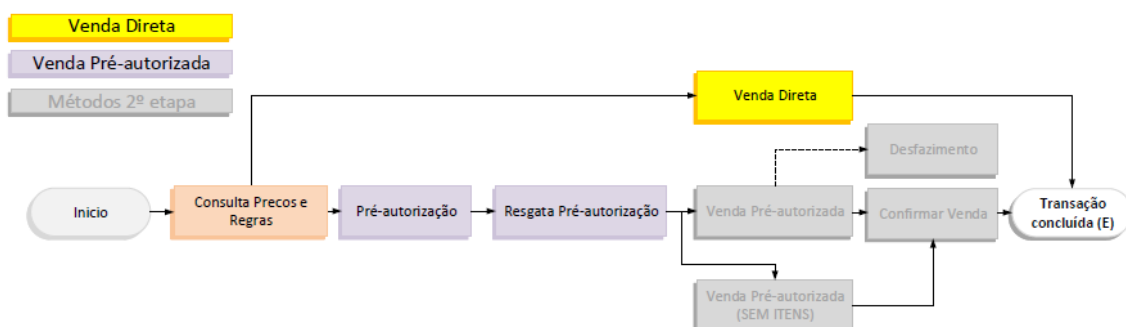 Venda Direta
Venda Pré-autorizada
Métodos 2º etapa
Venda Direta
Desfazimento
Inicio
Consulta Precos e
Regras
Pré-autorização
Resgata Pré-autorização
Venda Pré-autorizada
Confirmar Venda
Transação
concluída (E)
Venda Pré-autorizada
(SEM ITENS)